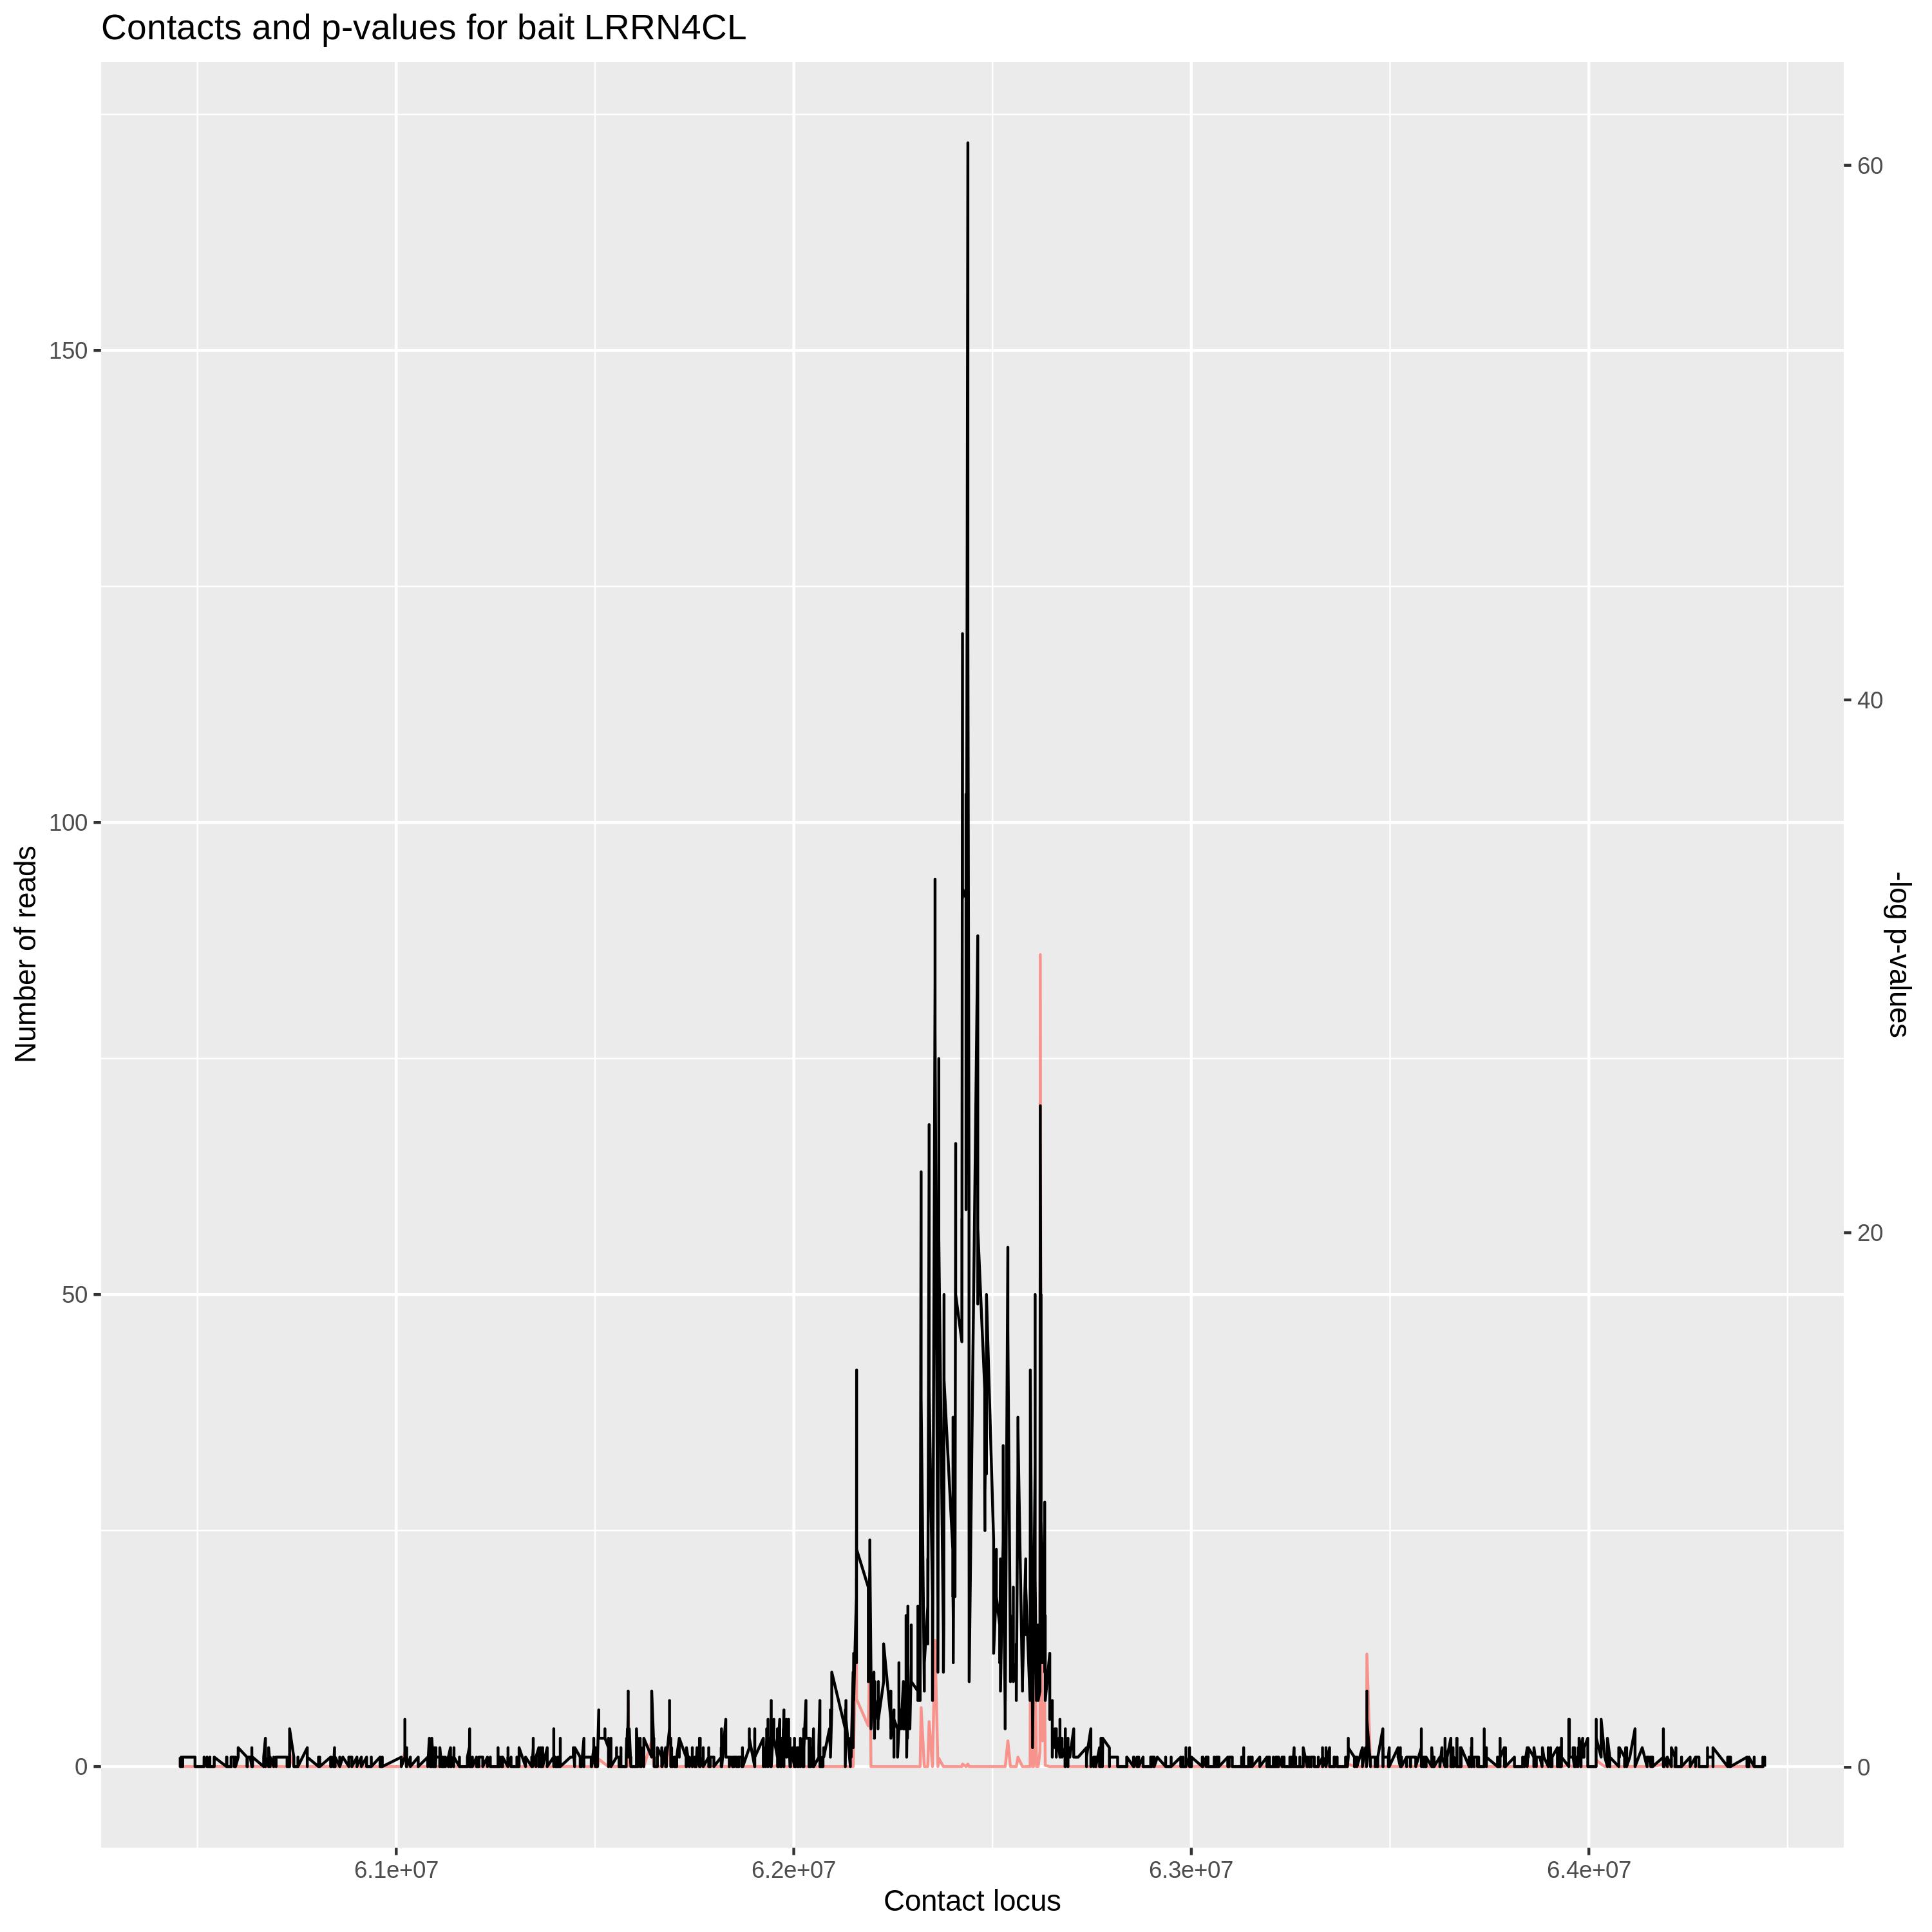 Contacts and p-values for bait LRRN4CL
Number of reads
150
100
50
0
60
40
20
0
-log p-values
6.1e+07 6.2e+07 6.3e+07 6.4e+07
Contact locus